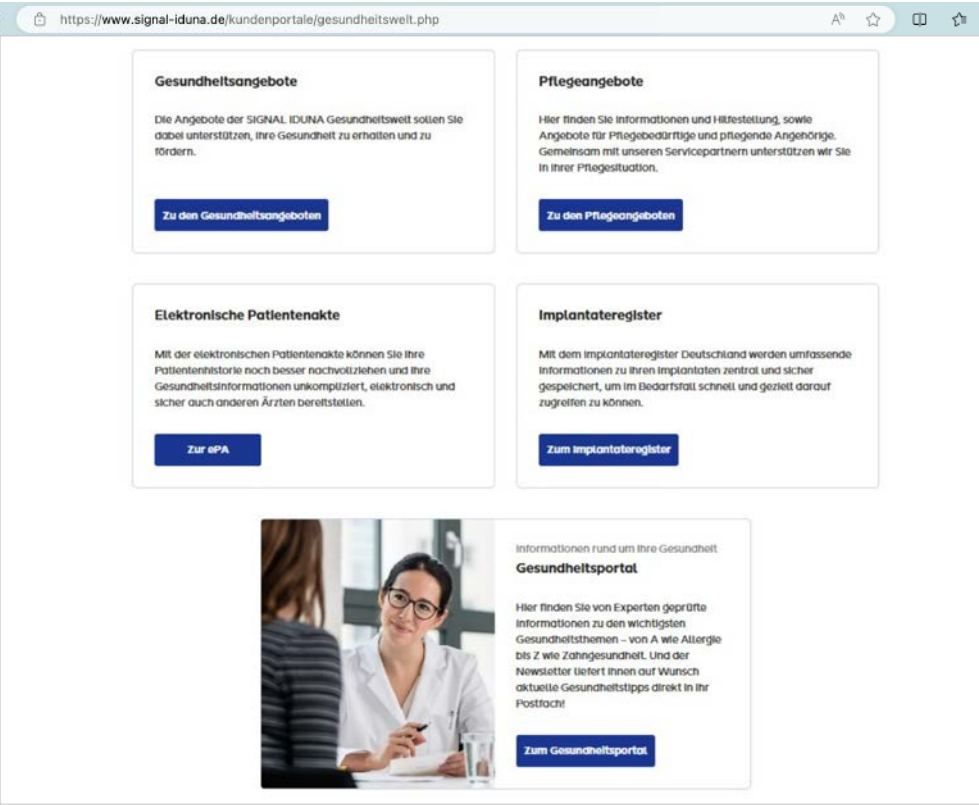 https://www.signal-iduna.de/kundenportale/gesundheitswelt.php
Gesundheitsangebote
Die Angebote der SIGNAL IDUNA Gesundheitswelt sollen Sie
dabei unterstützen, Ihre Gesundheit zu erhalten und zu
fördern.
Zu den Gesundheitsangeboten
Pflegeangebote
Hier finden Sie Informationen und Hilfestellung, sowie
Angebote für Pflegebedürftige und pflegende Angehörige.
Gemeinsam mit unseren Servicepartnern unterstützen wir Sie
in Ihrer Pflegesituation.
Zu den Pflegeangeboten
Elektronische Patientenakte
Mit der elektronischen Patientenakte können Sie Ihre
Patientenhistorie noch besser nachvollziehen und Ihre
Gesundheitsinformationen unkompliziert, elektronisch und
sicher auch anderen Ärzten bereitstellen.
Zur ePA
Implantateregister
Mit dem Implantateregister Deutschland werden umfassende
Informationen zu Ihren Implantaten zentral und sicher
gespeichert, um im Bedarfsfall schnell und gezielt darauf
zugreifen zu können.
Zum Implantateregister
Informationen rund um Ihre Gesundheit
Gesundheitsportal
Hier finden Sie von Experten geprüfte
Informationen zu den wichtigsten
Gesundheitsthemen – von A wie Allergie
bis Z wie Zahngesundheit. Und der
Newsletter liefert Ihnen auf Wunsch
aktuelle Gesundheitstipps direkt in Ihr
Postfach!
Zum Gesundheitsportal